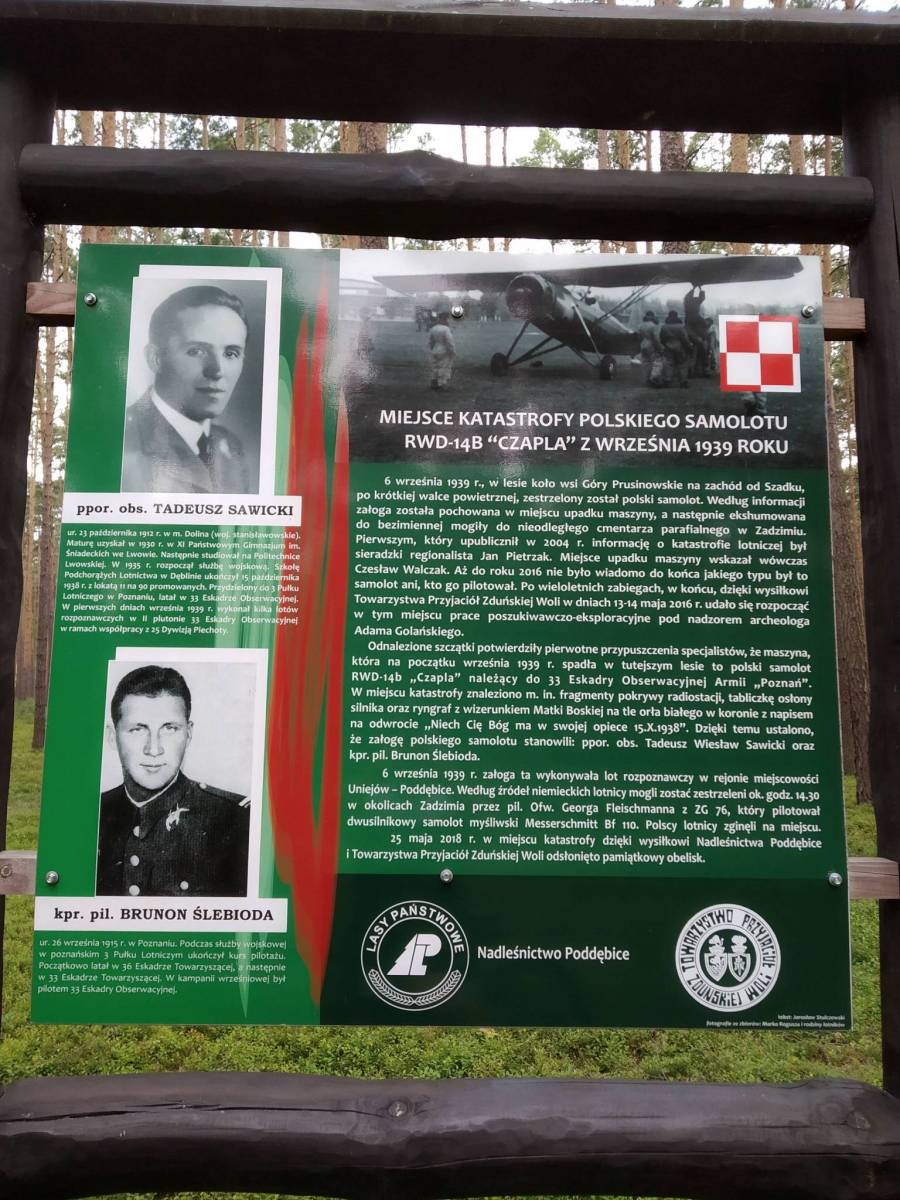 MIEJSCE KATASTROFY POLSKIEGO SAMOLOTU
RWD-14B “CZAPLA” Z WRZEŚNIA 1939 ROKU
ppor. obs. TADEUSZ SAWICKI
ur. 23 października 1912 r. w m. Dolina (woj. stanisławowskie).
Maturę uzyskał w 1930 r. w XI Państwowym Gimnazjum im.
Śniadeckich we Lwowie. Następnie studiował na Politechnice
Lwowskiej. W 1935 r. rozpoczął służbę wojskową. Szkołę
Podchorążych Lotnictwa w Dęblinie ukończył 15 października
1938 r. z lokatą 11 na 90 promowanych. Przydzielony do 3 Pułku
Lotniczego w Poznaniu, latał w 33 Eskadrze Obserwacyjnej.
W pierwszych dniach września 1939 r. wykonał kilka lotów
rozpoznawczych w II plutonie 33 Eskadry Obserwacyjnej
w ramach współpracy z 25 Dywizją Piechoty.
kpr. pil. BRUNON ŚLEBIODA
ur. 26 września 1915 r. w Poznaniu. Podczas służby wojskowej
w poznańskim 3 Pułku Lotniczym ukończył kurs pilotażu.
Początkowo latał w 36 Eskadrze Towarzyszącej, a następnie
w 33 Eskadrze Towarzyszącej. W kampanii wrześniowej był
pilotem 33 Eskadry Obserwacyjnej.
6 września 1939 r., w lesie koło wsi Góry Prusinowskie na zachód od Szadku,
po krótkiej walce powietrznej, zestrzelony został polski samolot. Według informacji
załoga została pochowana w miejscu upadku maszyny, a następnie ekshumowana
do bezimiennej mogiły do nieodległego cmentarza parafialnego w Zadzimiu.
Pierwszym, który upublicznił w 2004 r. informację o katastrofie lotniczej był
sieradzki regionalista Jan Pietrzak. Miejsce upadku maszyny wskazał wówczas
Czesław Walczak. Aż do roku 2016 nie było wiadomo do końca jakiego typu był to
samolot ani, kto go pilotował. Po wieloletnich zabiegach, w końcu, dzięki wysiłkowi
Towarzystwa Przyjaciół Zduńskiej Woli w dniach 13-14 maja 2016 r. udało się rozpocząć
w tym miejscu prace poszukiwawczo-eksploracyjne pod nadzorem archeologa
Adama Golańskiego.
Odnalezione szczątki potwierdziły pierwotne przypuszczenia specjalistów, że maszyna,
która na początku września 1939 r. spadła w tutejszym lesie to polski samolot
RWD-14b „Czapla” należący do 33 Eskadry Obserwacyjnej Armii „Poznań”.
W miejscu katastrofy znaleziono m. in. fragmenty pokrywy radiostacji, tabliczkę osłony
silnika oraz ryngraf z wizerunkiem Matki Boskiej na tle orła białego w koronie z napisem
na odwrocie „Niech Cię Bóg ma w swojej opiece 15.X.1938”. Dzięki temu ustalono,
że załogę polskiego samolotu stanowili: ppor. obs. Tadeusz Wiesław Sawicki oraz
kpr. pil. Brunon Ślebioda.
6 września 1939 r. załoga ta wykonywała lot rozpoznawczy w rejonie miejscowości
Uniejów – Poddębice. Według źródeł niemieckich lotnicy mogli zostać zestrzeleni ok. godz. 14.30
w okolicach Zadzimia przez pil. Ofw. Georga Fleischmanna z ZG 76, który pilotował
dwusilnikowy samolot myśliwski Messerschmitt Bf 110. Polscy lotnicy zginęli na miejscu.
25 maja 2018 r. w miejscu katastrofy dzięki wysiłkowi Nadleśnictwa Poddębice
i Towarzystwa Przyjaciół Zduńskiej Woli odsłonięto pamiątkowy obelisk.
LASY PAŃSTWOWE
Nadleśnictwo Poddębice
TOWARZYSTWO PRZYJACIÓŁ
ZDUŃSKIEJ WOLI
tekst: Jarosław Stulczewski
fotografie ze zbiorów: Marka Rogusza i rodziny lotników